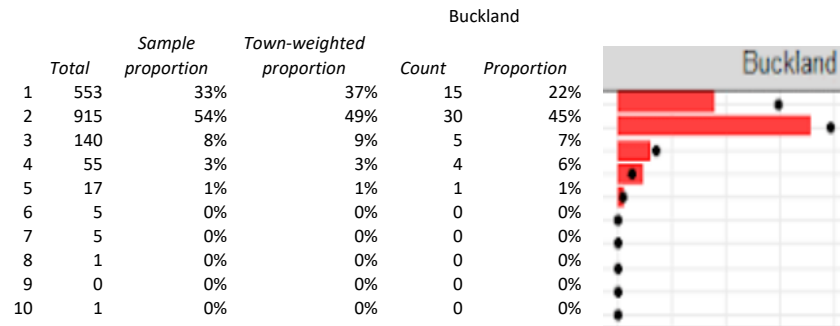 Buckland
Sample Town-weighted
Total proportion proportion Count Proportion
1 553 33% 37% 15 22%
2 915 54% 49% 30 45%
3 140 8% 9% 5 7%
4 55 3% 3% 4 6%
5 17 1% 1% 1 1%
6 5 0% 0% 0 0%
7 5 0% 0% 0 0%
8 1 0% 0% 0 0%
9 0 0% 0% 0 0%
10 1 0% 0% 0 0%
Buckland